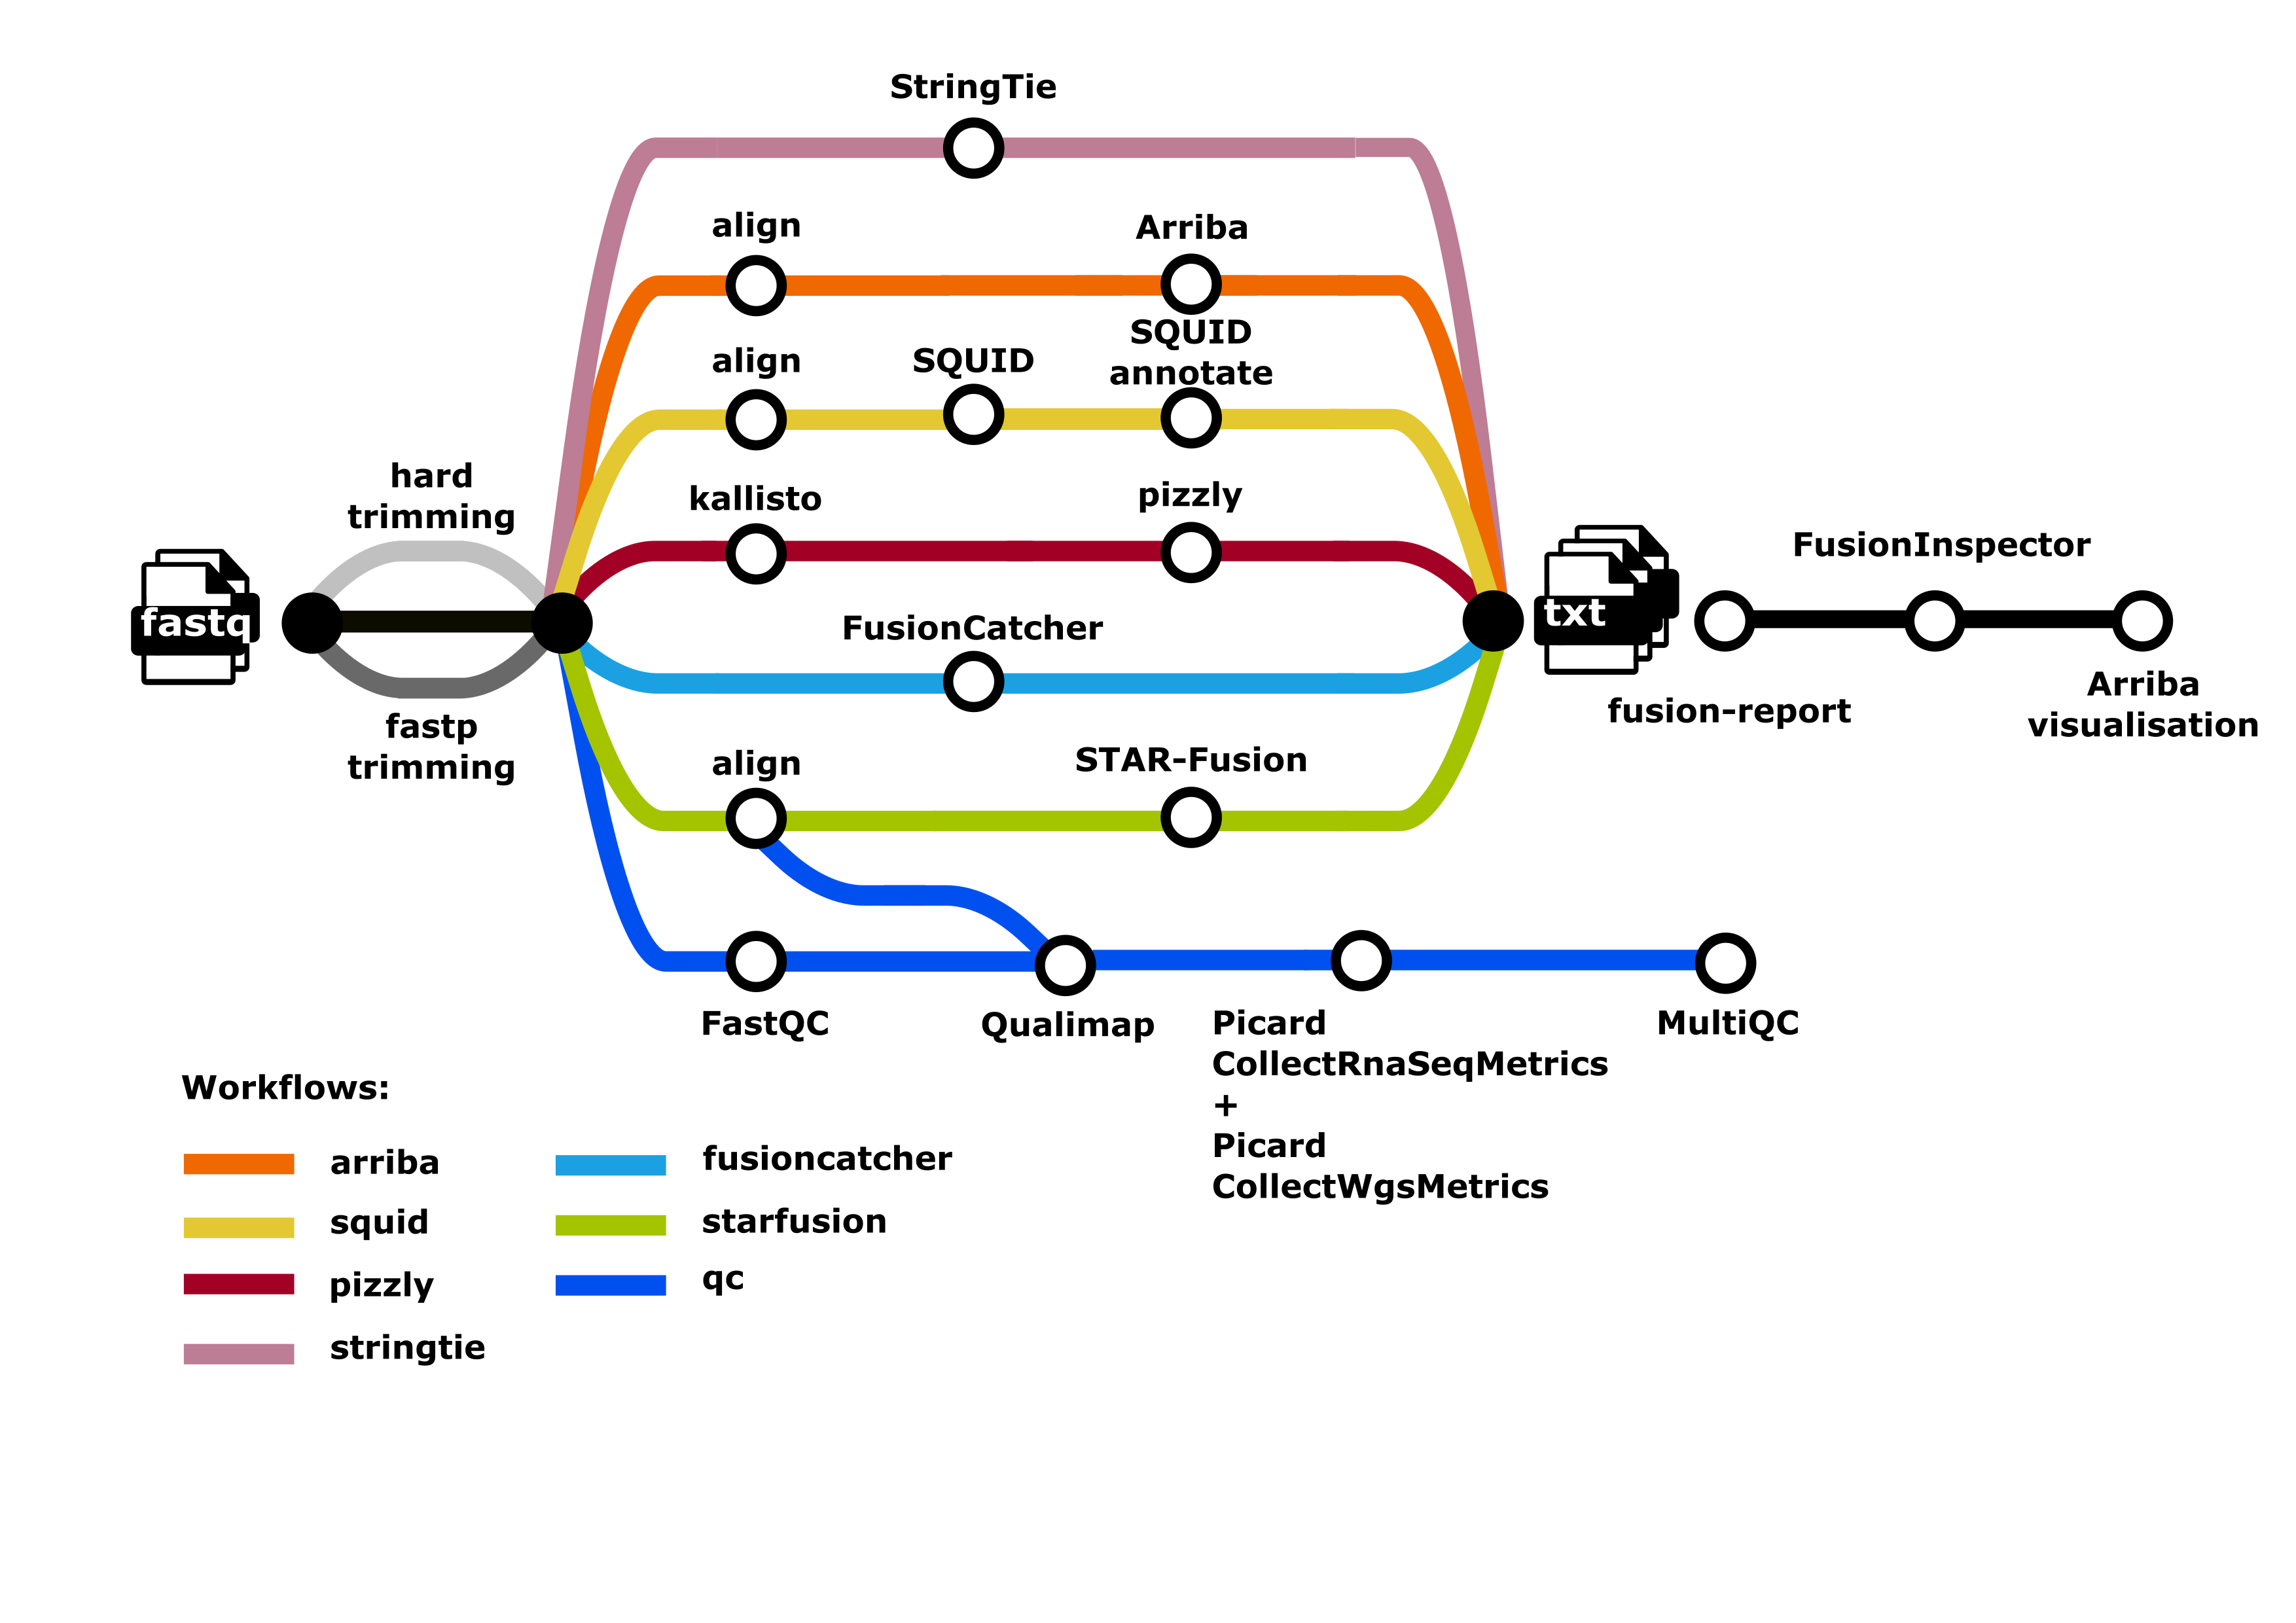 StringTie
align
Arriba
align
SQUID
SQUID
annotate
hard
trimming
kallisto
pizzly
fastq
txt
FusionInspector
FusionCatcher
fusion-report
Arriba
visualisation
fastp
trimming
align
STAR-Fusion
FastQC
Qualimap
Picard
CollectRnaSeqMetrics
+
Picard
CollectWgsMetrics
MultiQC
Workflows:
arriba
squid
pizzly
stringtie
fusioncatcher
starfusion
qc